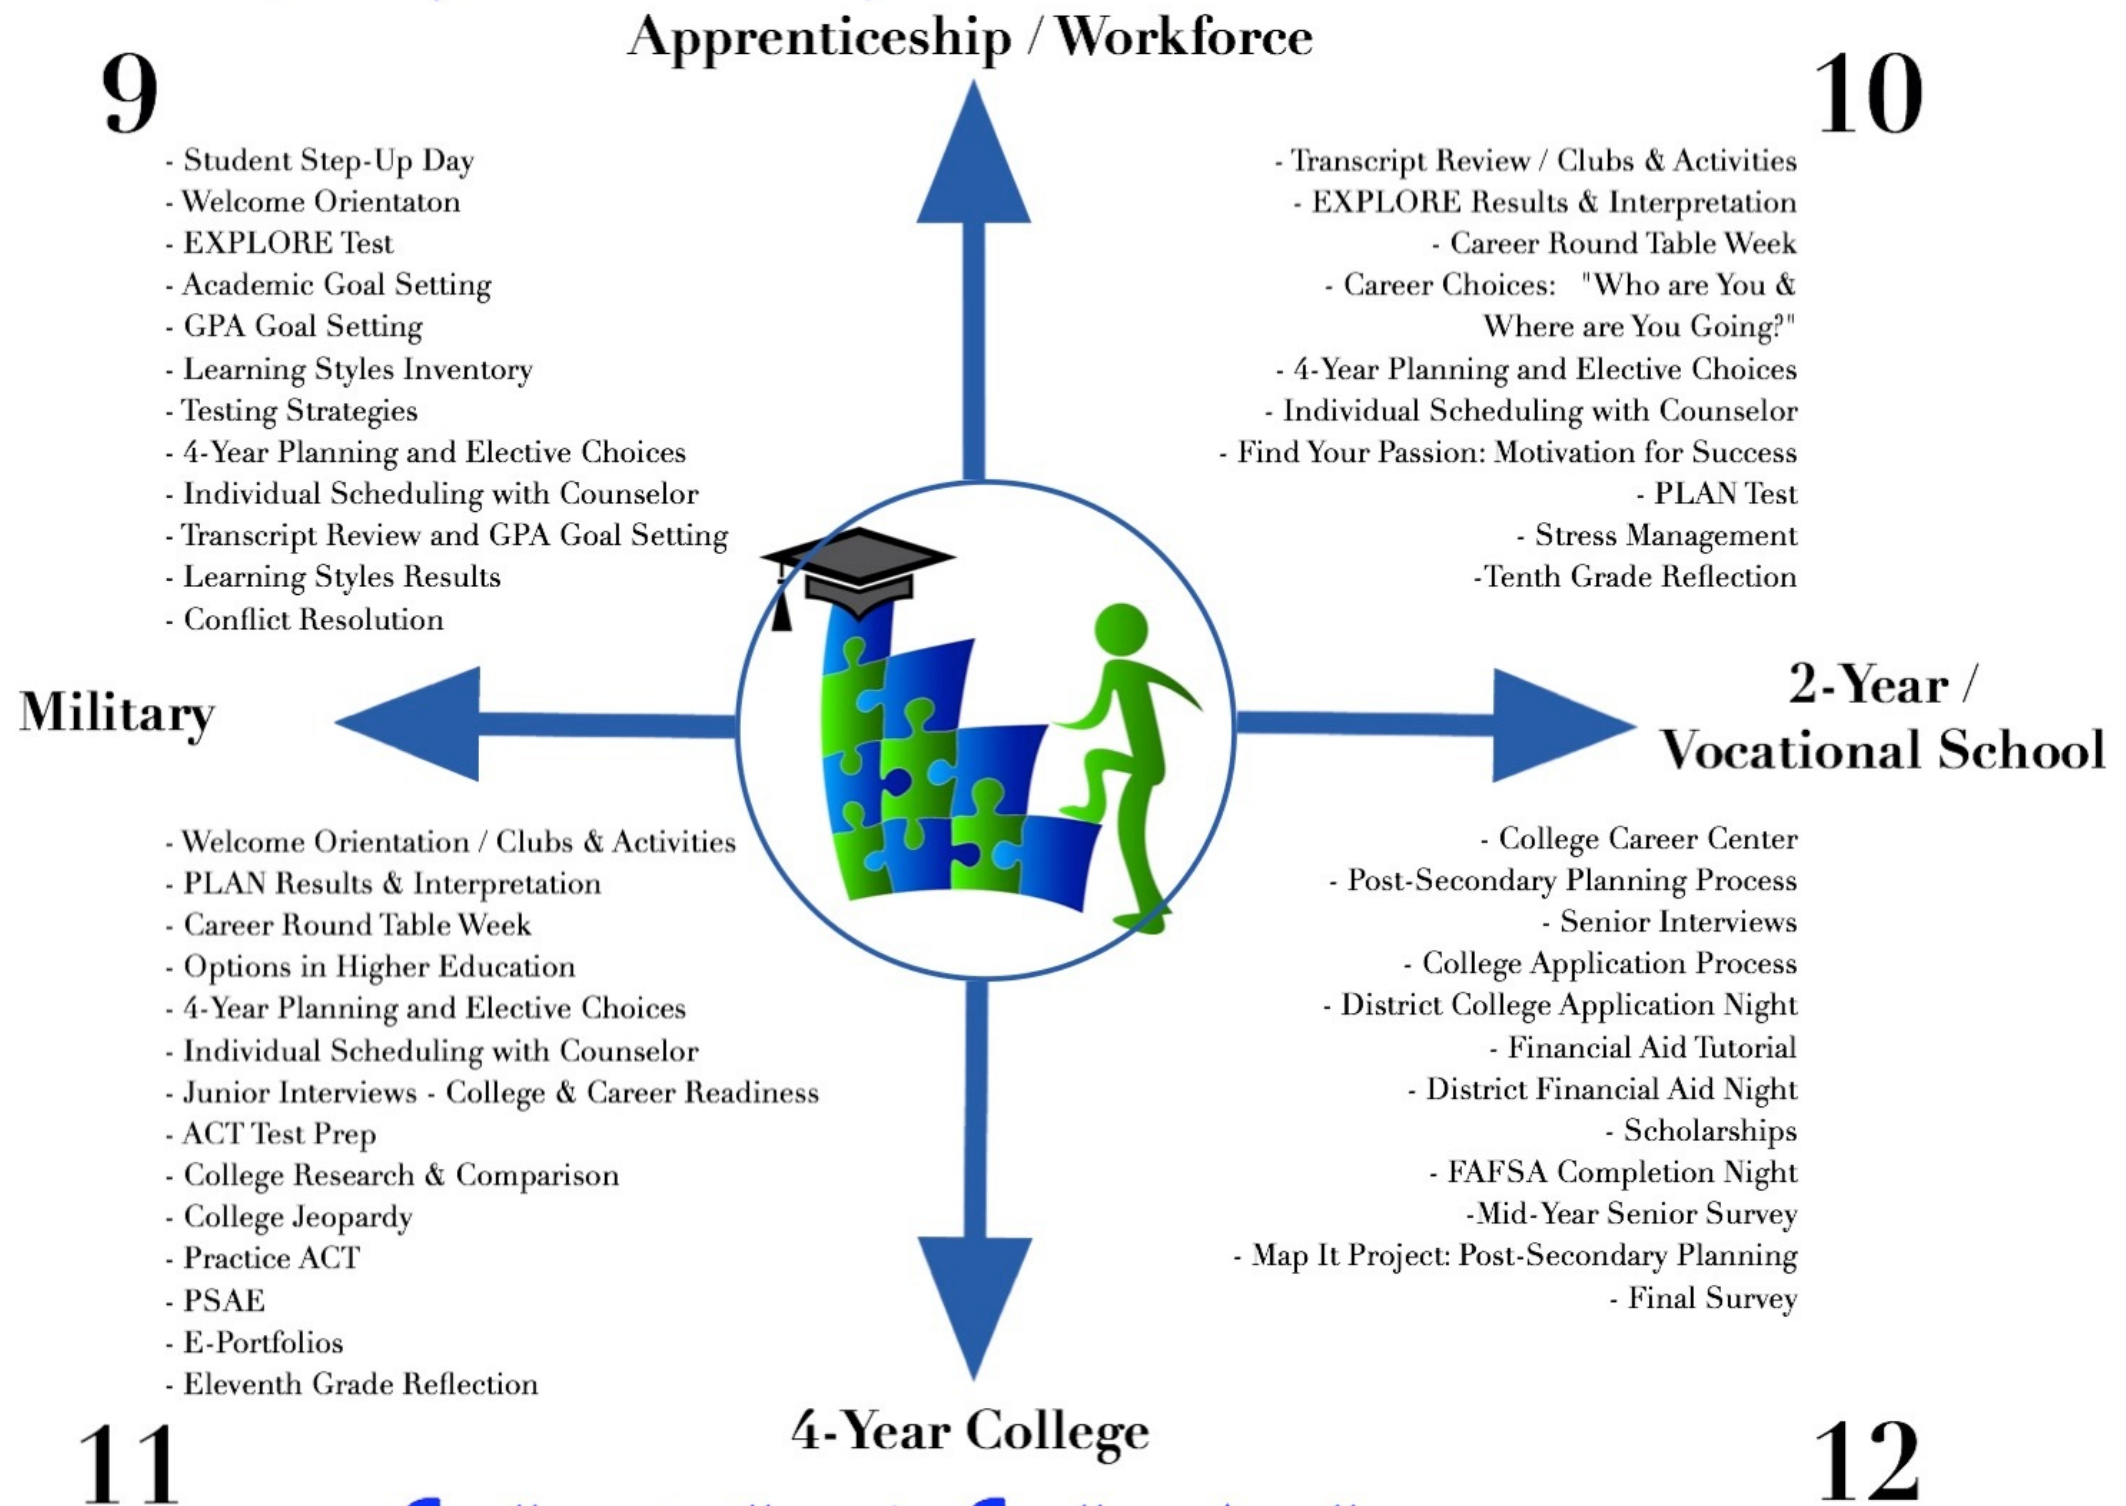 Apprenticeship / Workforce
9
- Student Step-Up Day
- Welcome Orientaton
- EXPLORE Test
- Academic Goal Setting
- GPA Goal Setting
- Learning Styles Inventory
- Testing Strategies
- 4-Year Planning and Elective Choices
- Individual Scheduling with Counselor
- Transcript Review and GPA Goal Setting
- Learning Styles Results
- Conflict Resolution
10
- Transcript Review / Clubs & Activities
- EXPLORE Results & Interpretation
- Career Round Table Week
- Career Choices: "Who are You &
Where are You Going?"
- 4-Year Planning and Elective Choices
- Individual Scheduling with Counselor
- Find Your Passion: Motivation for Success
- PLAN Test
- Stress Management
-Tenth Grade Reflection
Military
2-Year /
Vocational School
- Welcome Orientation / Clubs & Activities
- PLAN Results & Interpretation
- Career Round Table Week
- Options in Higher Education
- 4-Year Planning and Elective Choices
- Individual Scheduling with Counselor
- Junior Interviews - College & Career Readiness
- ACT Test Prep
- College Research & Comparison
- College Jeopardy
- Practice ACT
- PSAE
- E-Portfolios
- Eleventh Grade Reflection
11
- College Career Center
- Post-Secondary Planning Process
- Senior Interviews
- College Application Process
- District College Application Night
- Financial Aid Tutorial
- District Financial Aid Night
- Scholarships
- FAFSA Completion Night
-Mid-Year Senior Survey
- Map It Project: Post-Secondary Planning
- Final Survey
12
4-Year College